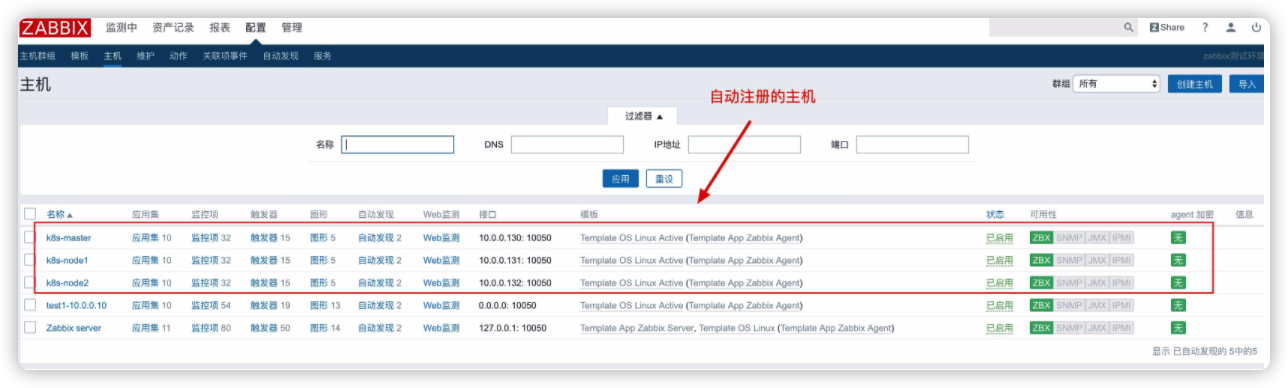 ZABBIX 监测中 资产记录 报表 配置 管理 Share ?
主机群组 模板 主机 维护 动作 关联项事件 自动发现 服务 zabbix测试环境
主机 群组 所有 创建主机 导入
自动注册的主机
过滤器 ▲
名称 DNS IP地址 端口
应用 重设
名称 ▲ 应用集 监控项 触发器 图形 自动发现 Web监测 接口 模板 状态 可用性 agent 加密 信息
k8s-master 应用集 10 监控项 32 触发器 15 图形 5 自动发现 2 Web监测 10.0.0.130: 10050 Template OS Linux Active (Template App Zabbix Agent) 已启用 ZBX SNMP JMX IPMI 无
k8s-node1 应用集 10 监控项 32 触发器 15 图形 5 自动发现 2 Web监测 10.0.0.131: 10050 Template OS Linux Active (Template App Zabbix Agent) 已启用 ZBX SNMP JMX IPMI 无
k8s-node2 应用集 10 监控项 32 触发器 15 图形 5 自动发现 2 Web监测 10.0.0.132: 10050 Template OS Linux Active (Template App Zabbix Agent) 已启用 ZBX SNMP JMX IPMI 无
test1-10.0.0.10 应用集 10 监控项 54 触发器 19 图形 13 自动发现 2 Web监测 0.0.0.0: 10050 Template OS Linux Active (Template App Zabbix Agent) 已启用 ZBX SNMP JMX IPMI 无
Zabbix server 应用集 11 监控项 80 触发器 50 图形 14 自动发现 2 Web监测 127.0.0.1: 10050 Template App Zabbix Server, Template OS Linux (Template App Zabbix Agent) 已启用 ZBX SNMP JMX IPMI 无
显示 已自动发现的 5中的5